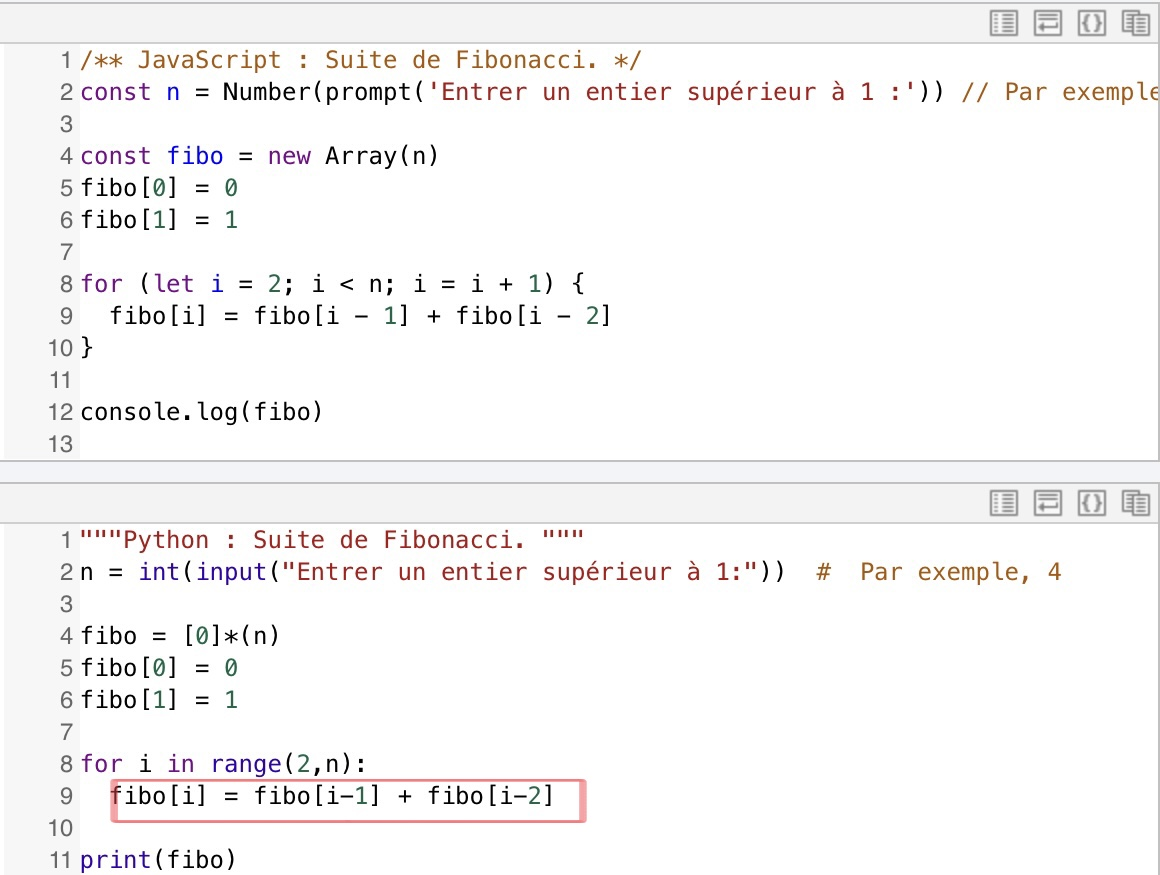 1 /** JavaScript : Suite de Fibonacci. */
2 const n = Number(prompt('Entrer un entier supérieur à 1 :')) // Par exemple
3
4 const fibo = new Array(n)
5 fibo[0] = 0
6 fibo[1] = 1
7
8 for (let i = 2; i < n; i = i + 1) {
9   fibo[i] = fibo[i - 1] + fibo[i - 2]
10 }
11
12 console.log(fibo)
13
1 """Python : Suite de Fibonacci. """
2 n = int(input("Entrer un entier supérieur à 1:"))  #  Par exemple, 4
3
4 fibo = [0]*(n)
5 fibo[0] = 0
6 fibo[1] = 1
7
8 for i in range(2,n):
9   fibo[i] = fibo[i-1] + fibo[i-2]
10
11 print(fibo)